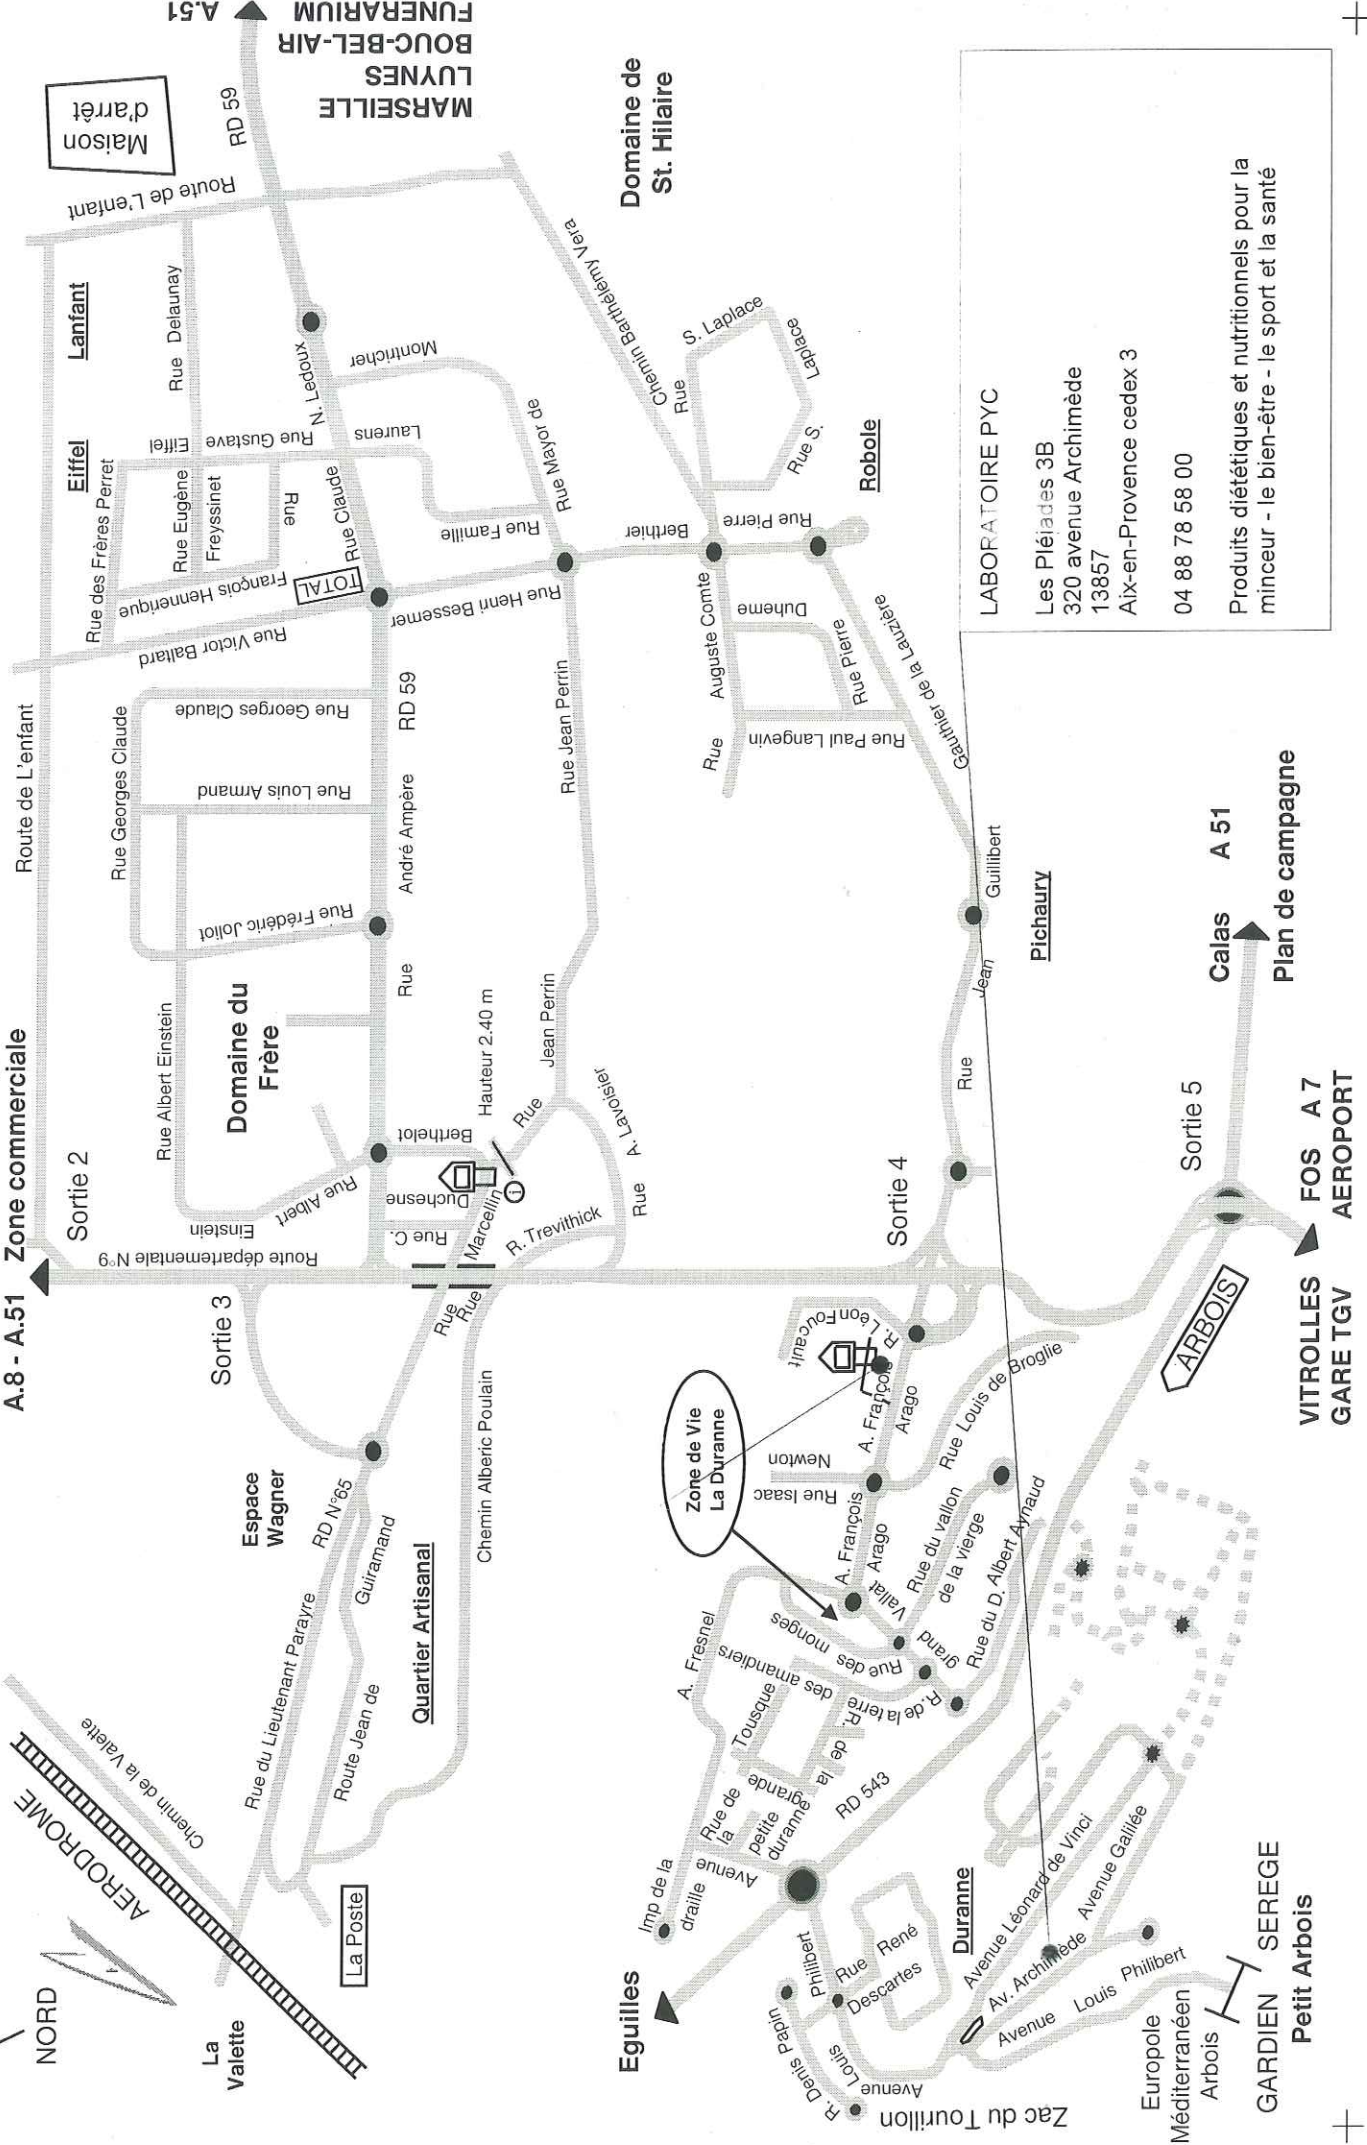 A.8 - A.51 Zone commerciale
Sortie 2
Route de L'enfant
Lanfant
Eiffel
Maison
d'arrêt
A.51
RD 59
MARSEILLE
LUYNES
BOUC-BEL-AIR
FUNERARIUM
Route de L'enfant
Rue Delaunay
Rue Gustave Eiffel
Rue des Frères Perret
Rue Eugène
Freyssinet
Rue
François Hennerique
Rue Victor Baltard
TOTAL
Rue Claude
N. Ledoux
Montricher
Laurens
Rue Famille
Rue Mayor de
Rue Henri Bessemer
Rue Georges Claude
Rue Georges Claude
Rue Louis Armand
Rue Frédéric Joliot
Rue Albert Einstein
Rue Albert
Einstein
Domaine du
Frère
Rue
André Ampère
RD 59
Rue Jean Perrin
Jean Perrin
Rue
Hauteur 2.40 m
Berthelot
Duchesne
Rue C.
Marcellin
Rue
i
R. Trevithick
Rue
A. Lavoisier
Route départementale N°9
Sortie 3
Rue
Chemin Alberic Poulain
Espace
Wagner
RD N°65
Guiramand
Route Jean de
Rue du Lieutenant Parayre
Quartier Artisanal
Chemin de la Valette
AERODROME
NORD
La
Valette
La Poste
Domaine de
St. Hilaire
Chemin Barthélémy Vera
Rue
S. Laplace
Rue S.
Laplace
Berthier
Rue Pierre
Robole
Rue
Auguste Comte
Duheme
Rue Pierre
Rue Paul Langevin
Gauthier de la Lauzière
Guillibert
Jean
Rue
Pichaury
Sortie 4
Sortie 5
Calas A 51
Plan de campagne
FOS A 7
AEROPORT
VITROLLES
GARE TGV
ARBOIS
R. Léon Foucault
A. François
Arago
Rue Louis de Broglie
Rue Isaac
Newton
A. François
Arago
Zone de Vie
La Duranne
Rue du vallon
de la vierge
Vallat
grand
R. de la terre
Rue du D. Albert Aynaud
Rue des monges
des amandiers
R.
de
la
A. Fresnel
Tousque
grande
Rue de
la
petite
duranne
Avenue
Imp de la
draille
RD 543
Eguilles
Philibert
Louis
Avenue
R. Denis Papin
Rue René
Descartes
Duranne
Zac du Tourillon
Avenue Léonard de Vinci
Avenue Galilée
Av. Archimède
Avenue Louis Philibert
Europole
Méditerranéen
Arbois
GARDIEN SEREGE
Petit Arbois
LABORATOIRE PYC
Les Pléiades 3B
320 avenue Archimède
13857
Aix-en-Provence cedex 3
04 88 78 58 00
Produits diététiques et nutritionnels pour la
minceur - le bien-être - le sport et la santé